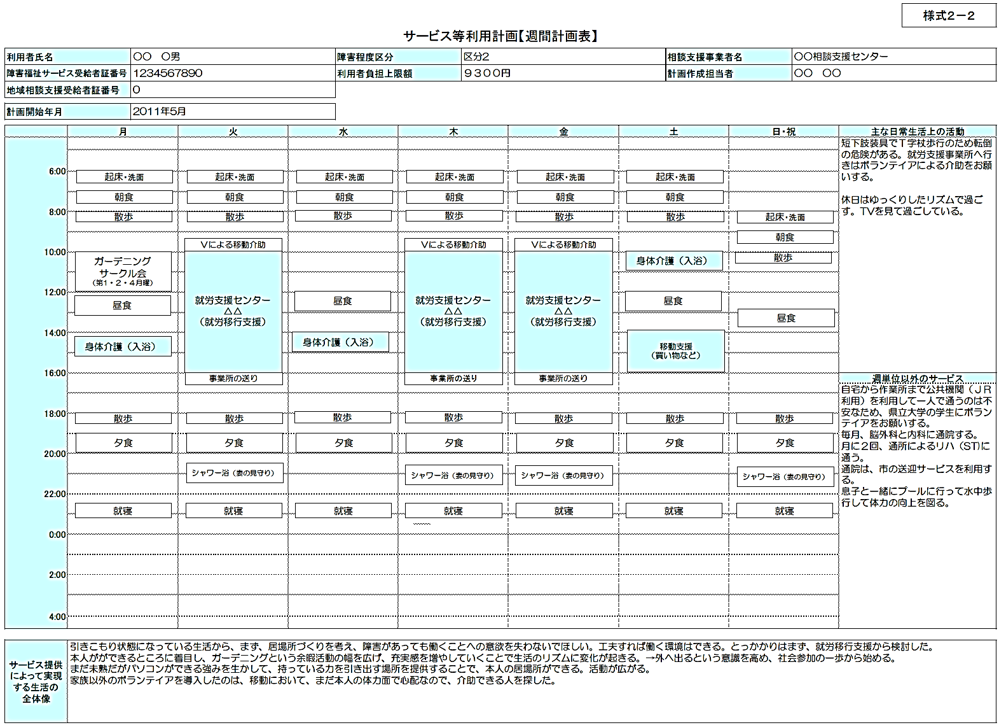 様式2－2
サービス等利用計画【週間計画表】
利用者氏名 〇〇　〇男 障害程度区分 区分2 相談支援事業者名 〇〇相談支援センター
障害福祉サービス受給者証番号 1234567890 利用者負担上限額 ９３００円 計画作成担当者 〇〇　〇〇
地域相談支援受給者証番号 0
計画開始年月 2011年5月
月 火 水 木 金 土 日・祝 主な日常生活上の活動
短下肢装具でＴ字杖歩行のため転倒
の危険がある。就労支援事業所へ行
きはボランテイアによる介助をお願
いする。
休日はゆっくりしたリズムで過ご
す。TVを見て過ごしている。
6:00
起床・洗面 起床・洗面 起床・洗面 起床・洗面 起床・洗面 起床・洗面
朝食 朝食 朝食 朝食 朝食 朝食
8:00
散歩 散歩 散歩 散歩 散歩 散歩 起床・洗面
朝食
Vによる移動介助 Vによる移動介助 Vによる移動介助
10:00
散歩
ガーデニング
サークル会
（第1・2・4月曜）
身体介護（入浴）
12:00
昼食 昼食 昼食 昼食
就労支援センター
△△
（就労移行支援）
就労支援センター
△△
（就労移行支援）
就労支援センター
△△
（就労移行支援）
14:00
身体介護（入浴） 身体介護（入浴）
移動支援
（買い物など）
16:00
事業所の送り 事業所の送り 事業所の送り
週単位以外のサービス
自宅から作業所まで公共機関（ＪＲ
利用）を利用して一人で通うのは不
安なため、県立大学の学生にボラン
テイアをお願いする。
毎月、脳外科と内科に通院する。
月に２回、通所によるリハ（ST)に
通う。
通院は、市の送迎サービスを利用す
る。
息子と一緒にプールに行って水中歩
行して体力の向上を図る。
18:00
散歩 散歩 散歩 散歩 散歩 散歩 散歩
夕食 夕食 夕食 夕食 夕食 夕食 夕食
20:00
シャワー浴（妻の見守り） シャワー浴（妻の見守り） シャワー浴（妻の見守り） シャワー浴（妻の見守り）
22:00
就寝 就寝 就寝 就寝 就寝 就寝 就寝
0:00
2:00
4:00
サービス提供
によって実現
する生活の
全体像
引きこもり状態になっている生活から、まず、居場所づくりを考え、障害があっても働くことへの意欲を失わないでほしい。工夫すれば働く環境はできる。とっかかりはまず、就労移行支援から検討した。
本人がができるところに着目し、ガーデニングという余暇活動の幅を広げ、充実感を増やしていくことで生活のリズムに変化が起きる。→外へ出るという意識を高め、社会参加の一歩から始める。
まだ未熟だがパソコンができる強みを生かして、持っている力を引き出す場所を提供することで、本人の居場所ができる。活動が広がる。
家族以外のボランテイアを導入したのは、移動において、まだ本人の体力面で心配なので、介助できる人を探した。